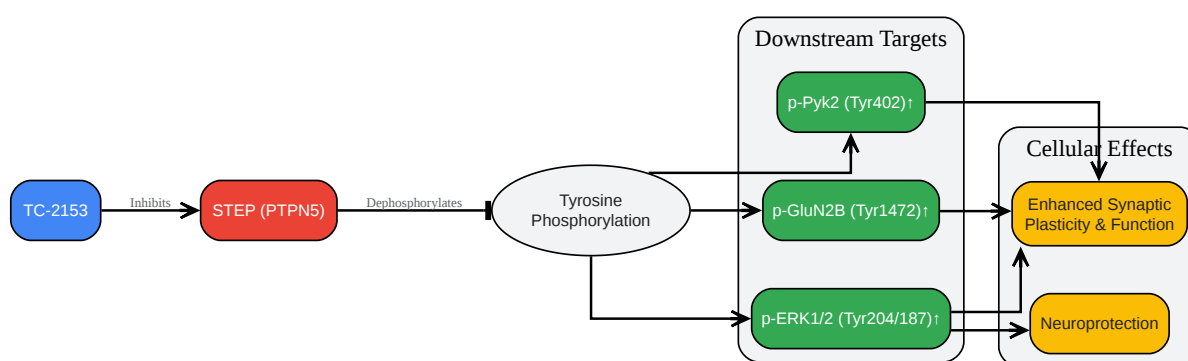 Downstream Targets
p-Pyk2 (Tyr402)↑
Cellular Effects
TC-2153
Inhibits
STEP (PTPN5)
Dephosphorylates
Tyrosine
Phosphorylation
p-GluN2B (Tyr1472)↑
Enhanced Synaptic
Plasticity & Function
p-ERK1/2 (Tyr204/187)↑
Neuroprotection